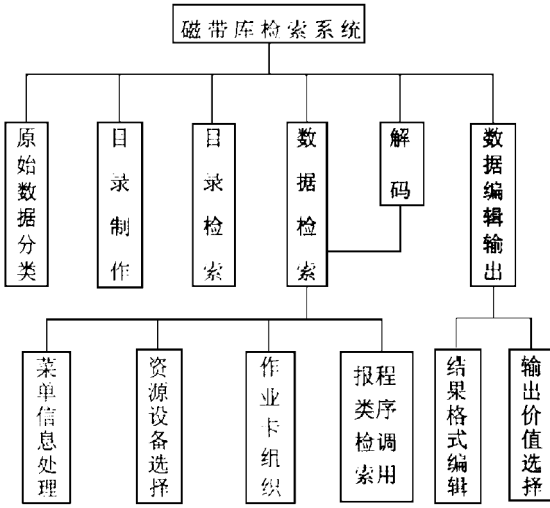 磁带库检索系统
原始数据分类
目录制作
目录检索
数据检索
解码
数据编辑输出
菜单信息处理
资源设备选择
作业卡组织
报类检索
程序调用
结果格式编辑
输出价值选择